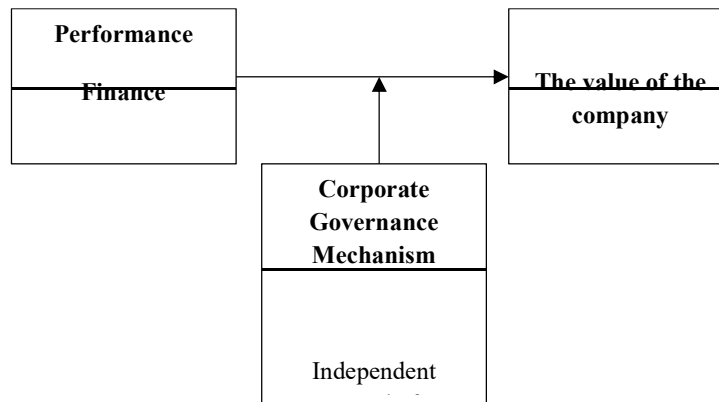 Performance
Finance
The value of the
company
Corporate
Governance
Mechanism
Independent